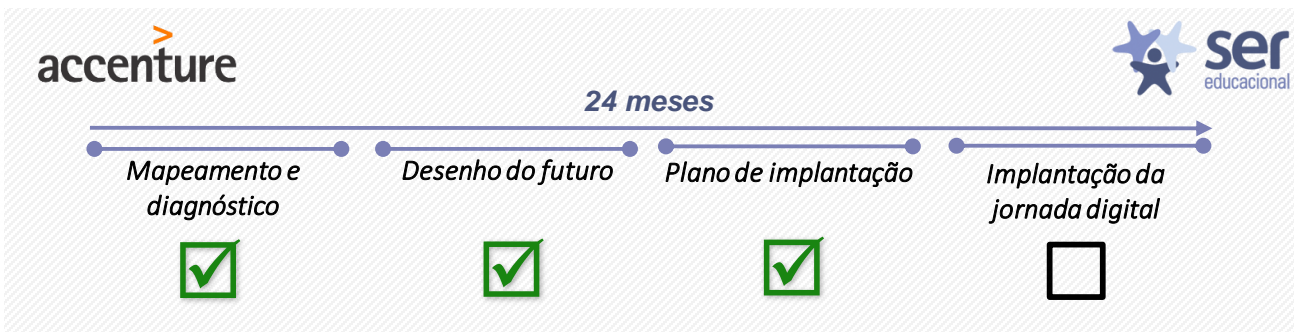 accenture
ser
educacional
24 meses
Mapeamento e
diagnóstico
Desenho do futuro
Plano de implantação
Implantação da
jornada digital